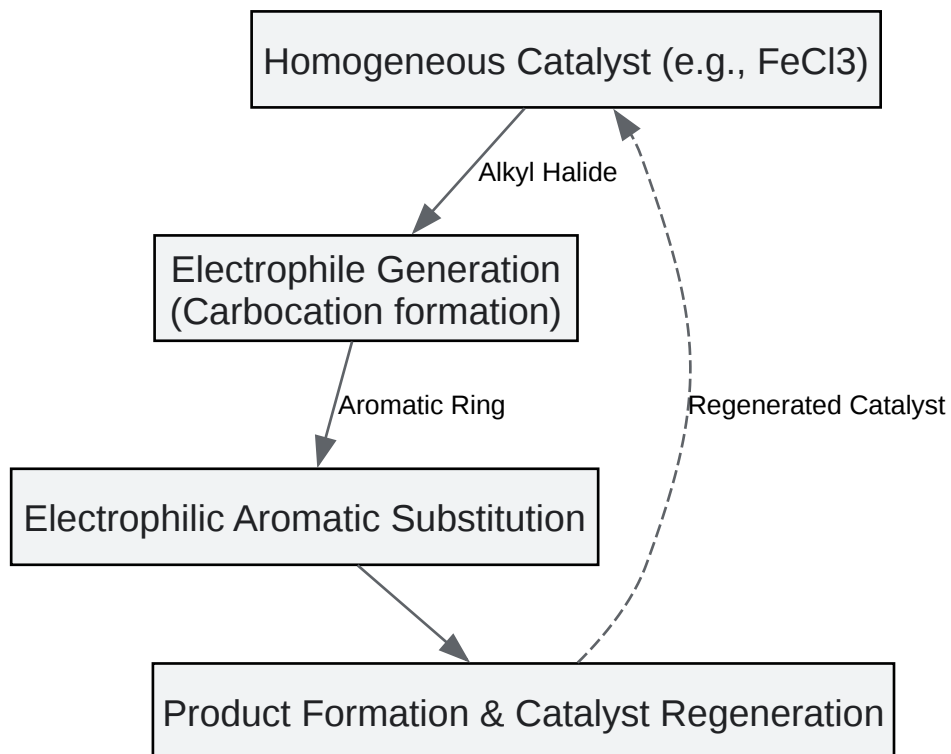 Homogeneous Catalyst (e.g., FeCl3)
Alkyl Halide
Electrophile Generation
(Carbocation formation)
Aromatic Ring
Regenerated Catalyst
Electrophilic Aromatic Substitution
Product Formation & Catalyst Regeneration